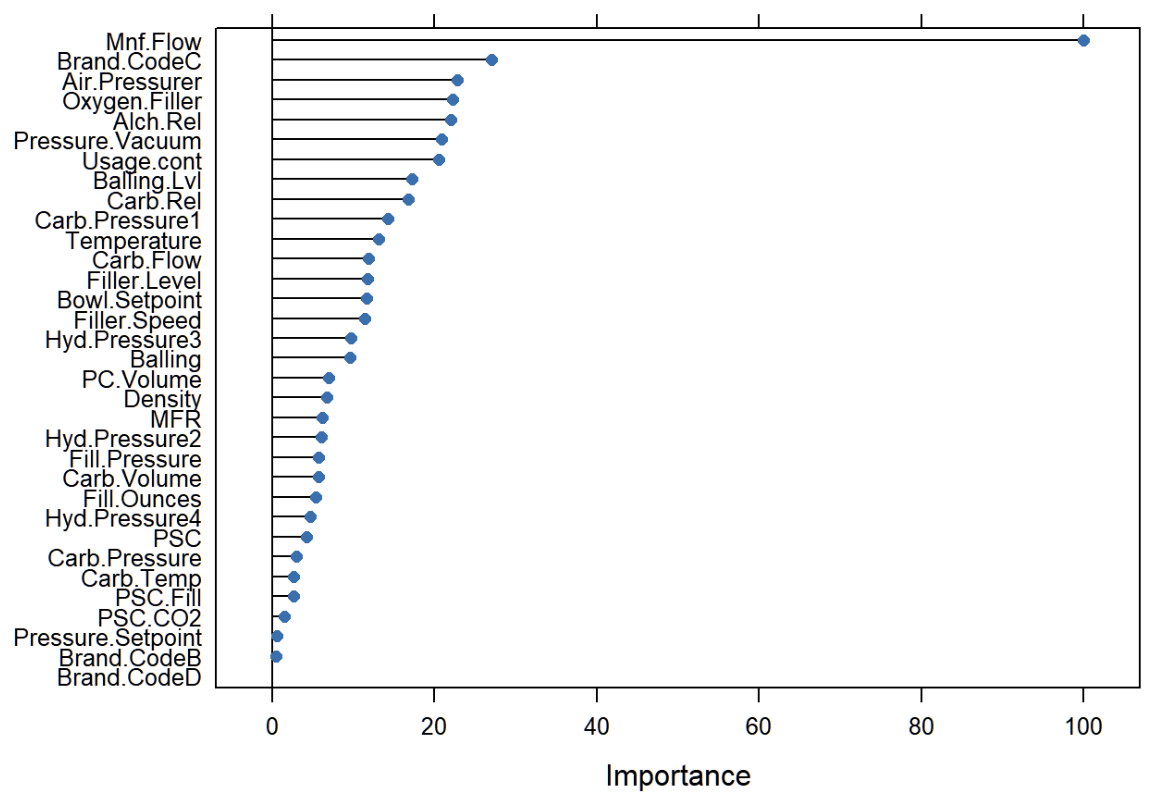 Mnf.Flow
Brand.CodeC
Air.Pressurer
Oxygen.Filler
Alch.Rel
Pressure.Vacuum
Usage.cont
Balling.Lvl
Carb.Rel
Carb.Pressure1
Temperature
Carb.Flow
Filler.Level
Bowl.Setpoint
Filler.Speed
Hyd.Pressure3
Balling
PC.Volume
Density
MFR
Hyd.Pressure2
Fill.Pressure
Carb.Volume
Fill.Ounces
Hyd.Pressure4
PSC
Carb.Pressure
Carb.Temp
PSC.Fill
PSC.CO2
Pressure.Setpoint
Brand.CodeB
Brand.CodeD
0 20 40 60 80 100
Importance